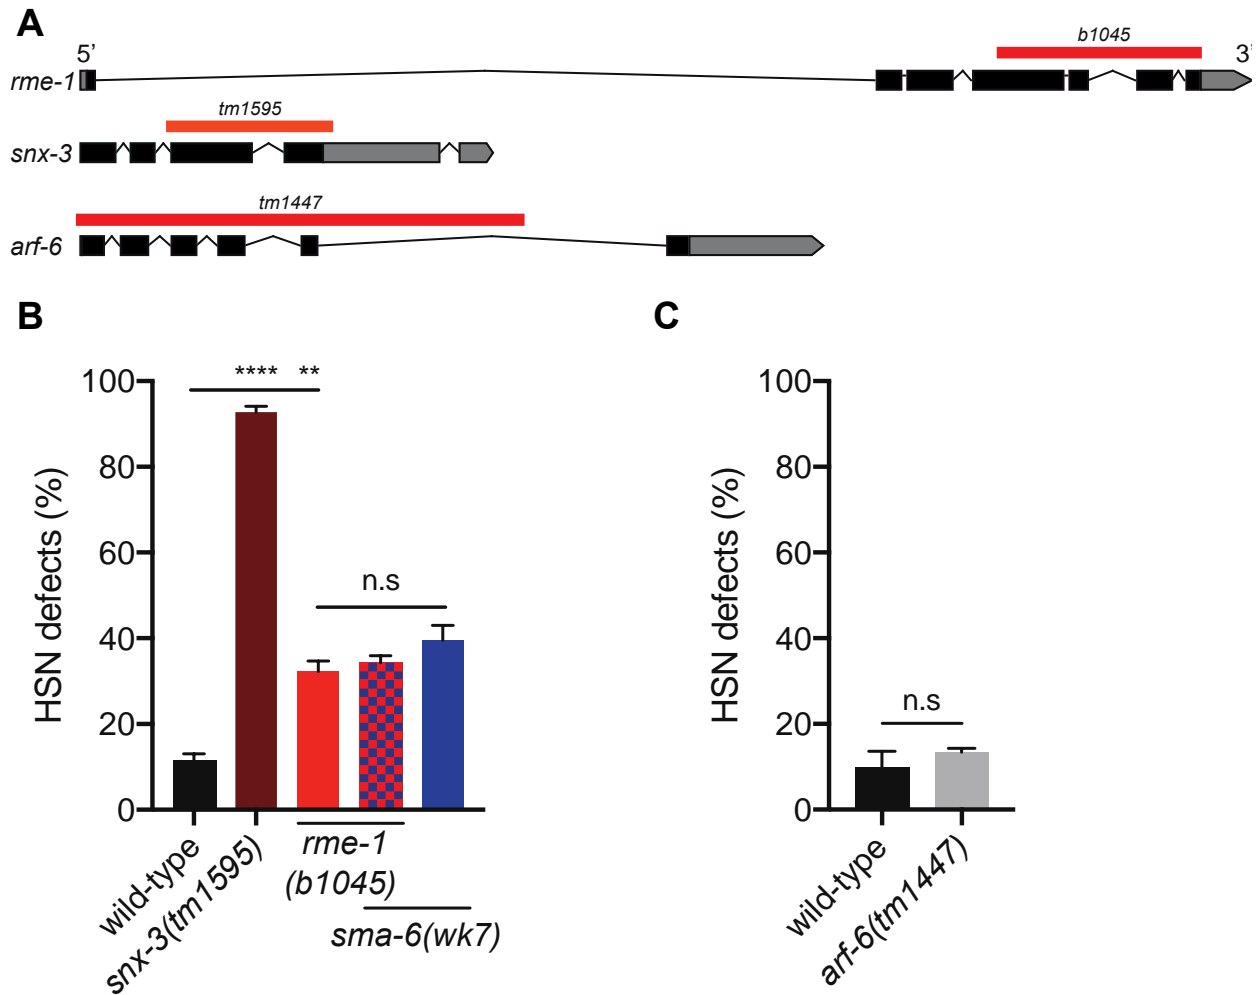 A
5’
b1045
3’
rme-1
tm1595
snx-3
tm1447
arf-6
B
C
HSN defects (%)
100
80
60
40
20
0
**** **
n.s
wild-type
snx-3(tm1595)
rme-1
(b1045)
sma-6(wk7)
HSN defects (%)
100
80
60
40
20
0
n.s
wild-type
arf-6(tm1447)